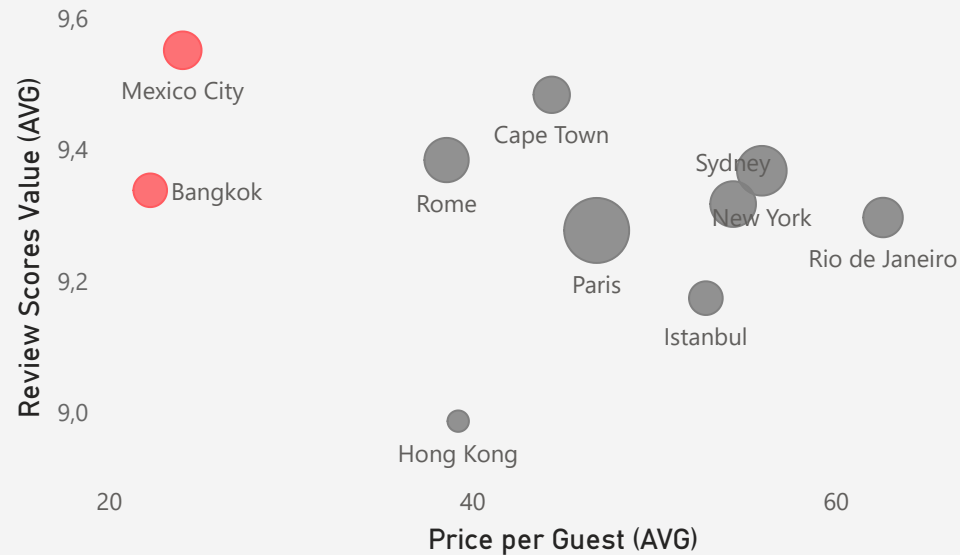 9,6
Mexico City
Cape Town
9,4
Sydney
Bangkok
Rome
New York
Rio de Janeiro
Paris
9,2
Istanbul
9,0
Hong Kong
20
40
60
Review Scores Value (AVG)
Price per Guest (AVG)